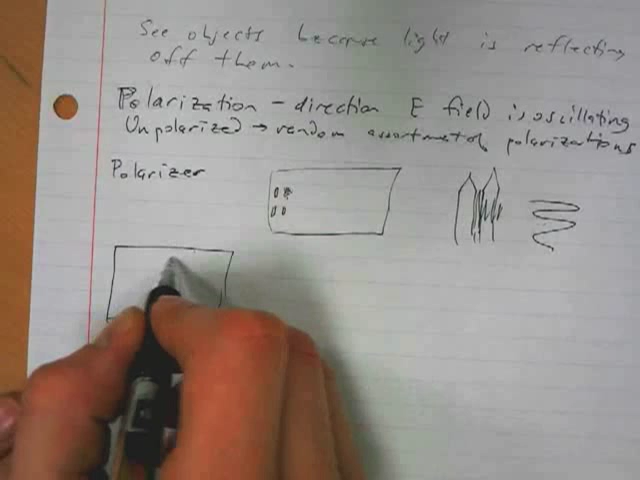 See objects because light is reflecting
off them.
Polarization - direction E field is oscillating
Unpolarized → random assortment of polarizations
Polarizer